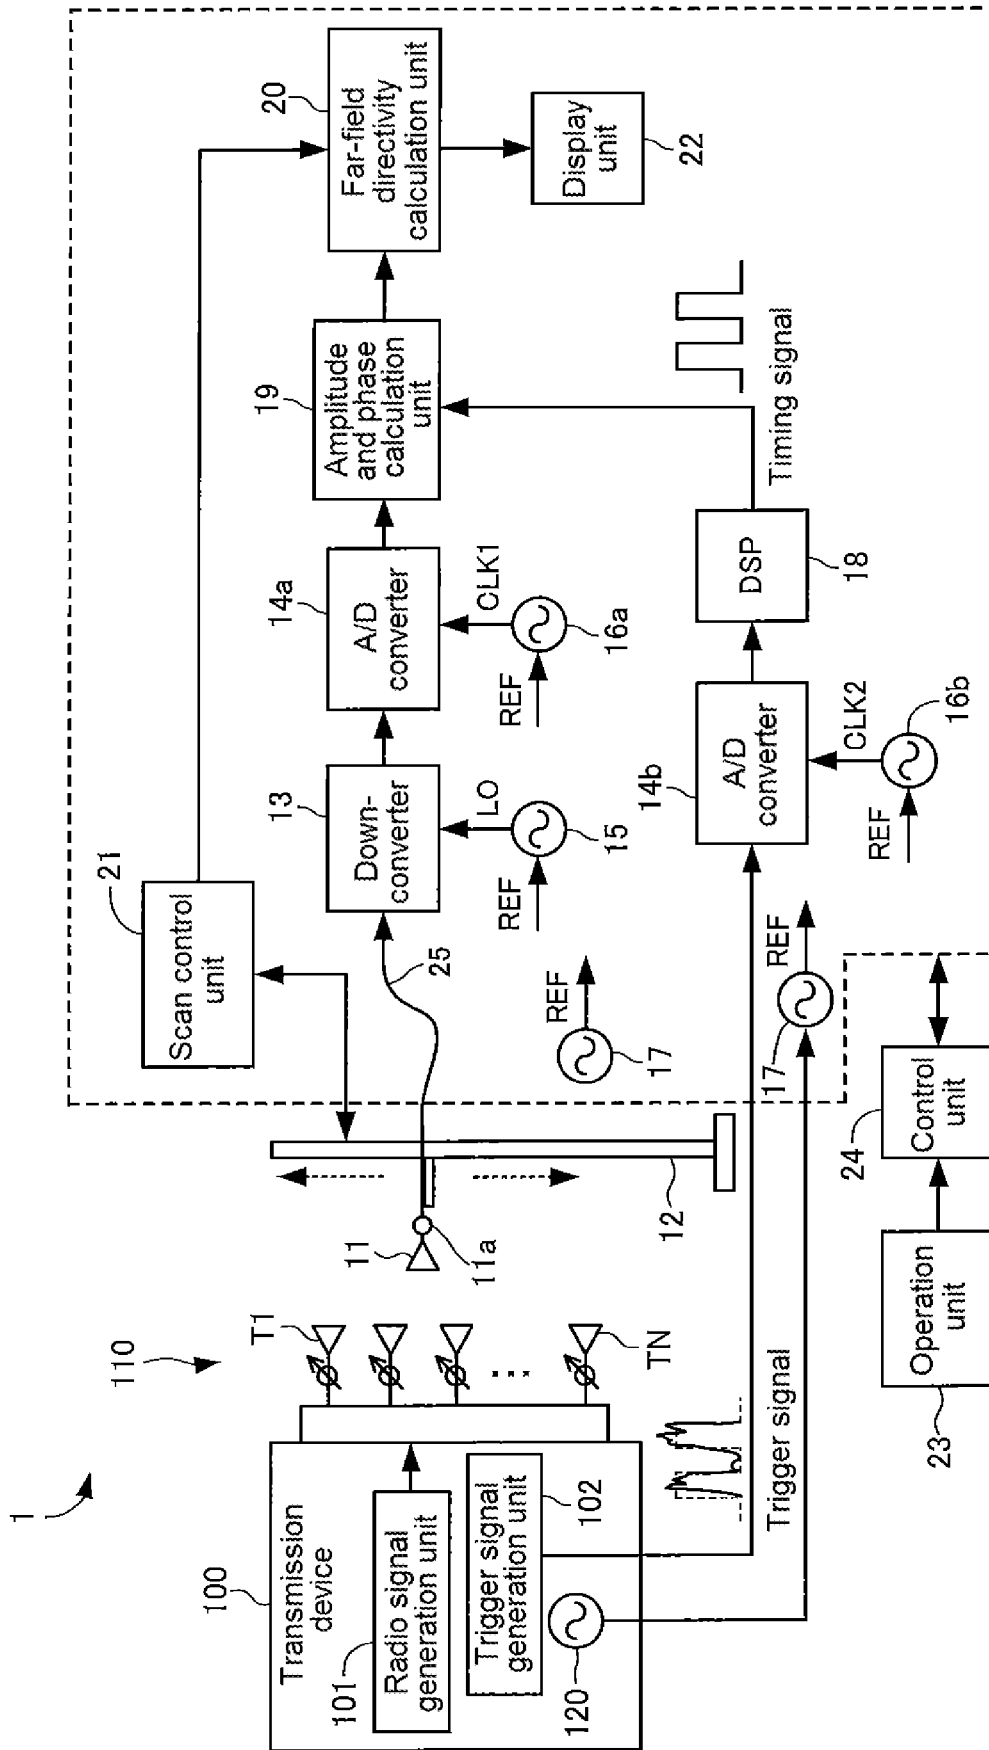 1
110
100
Transmission
device
101
Radio signal
generation unit
Trigger signal
generation unit
102
120
T1
TN
11
11a
12
Trigger signal
21
Scan control
unit
25
13
Down-
converter
LO
REF
15
14a
A/D
converter
CLK1
REF
16a
19
Amplitude
and phase
calculation
unit
20
Far-field
directivity
calculation unit
Display
unit
22
REF
17
14b
A/D
converter
CLK2
REF
16b
DSP
18
Timing signal
REF
17
23
Operation
unit
24
Control
unit